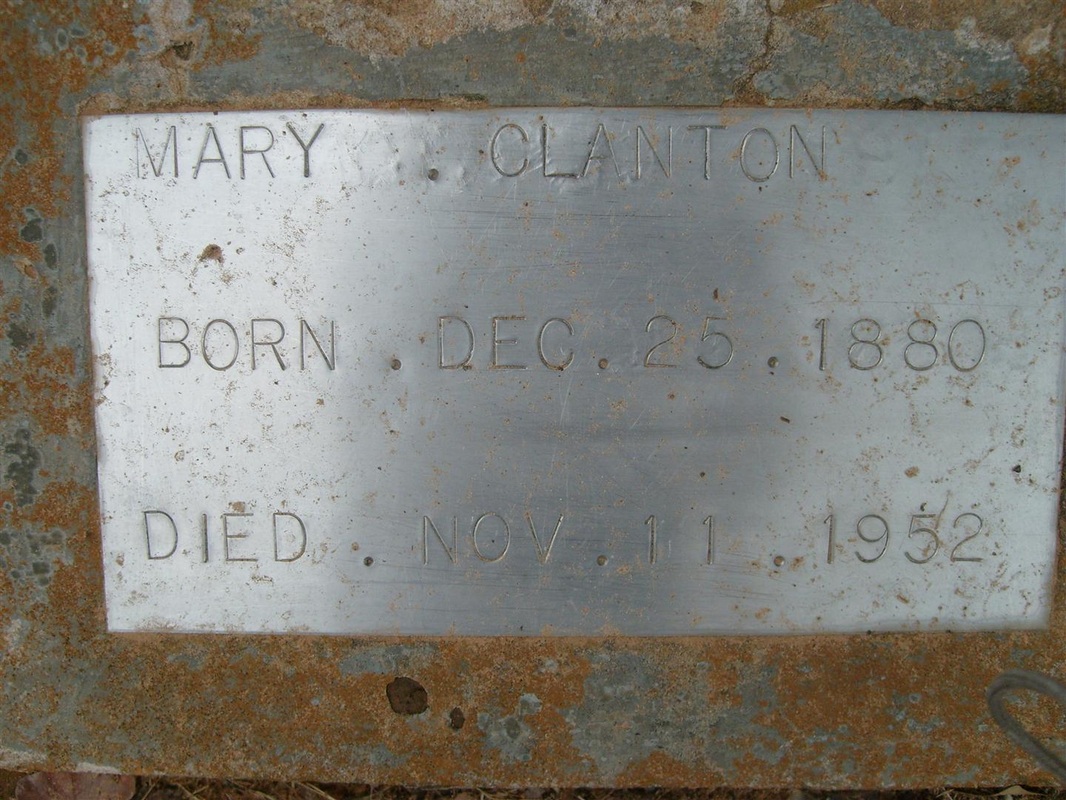 MARY . CLANTON
BORN . DEC. 25. 1880
DIED . NOV. 11. 1952